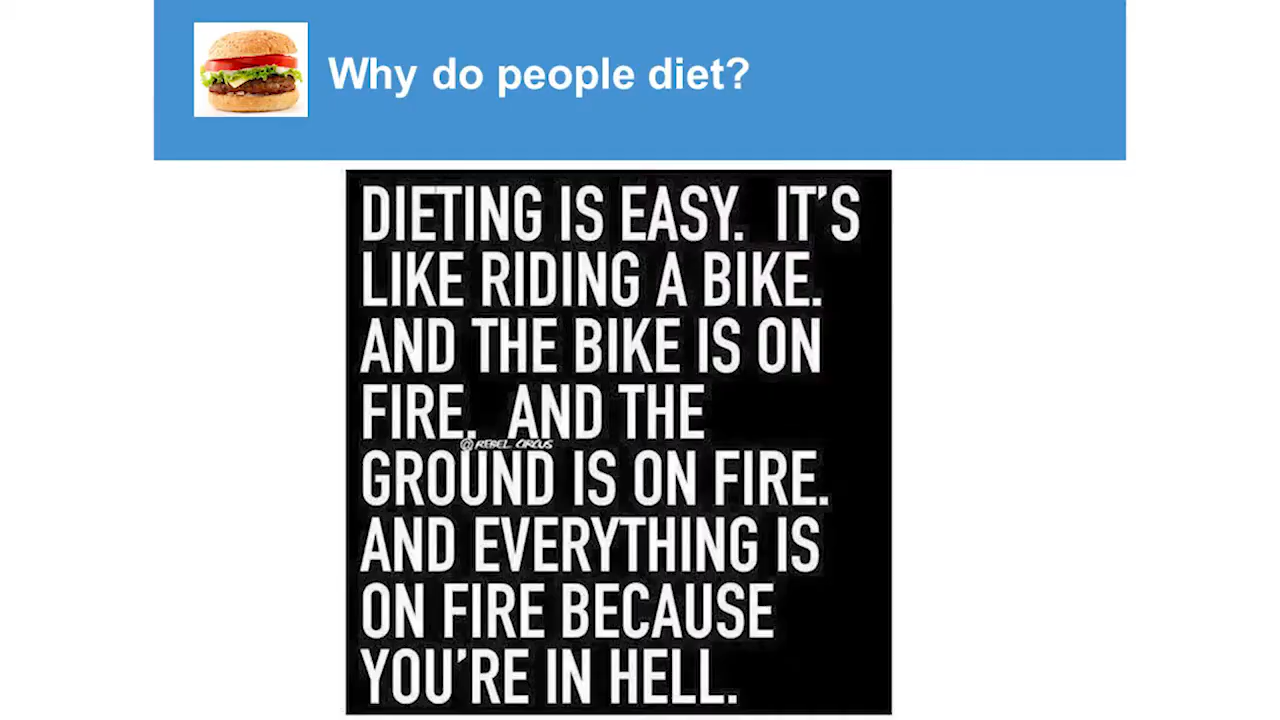 Why do people diet?
DIETING IS EASY. IT'S
LIKE RIDING A BIKE.
AND THE BIKE IS ON
FIRE. AND THE
@REBEL CIRCUS
GROUND IS ON FIRE.
AND EVERYTHING IS
ON FIRE BECAUSE
YOU'RE IN HELL.